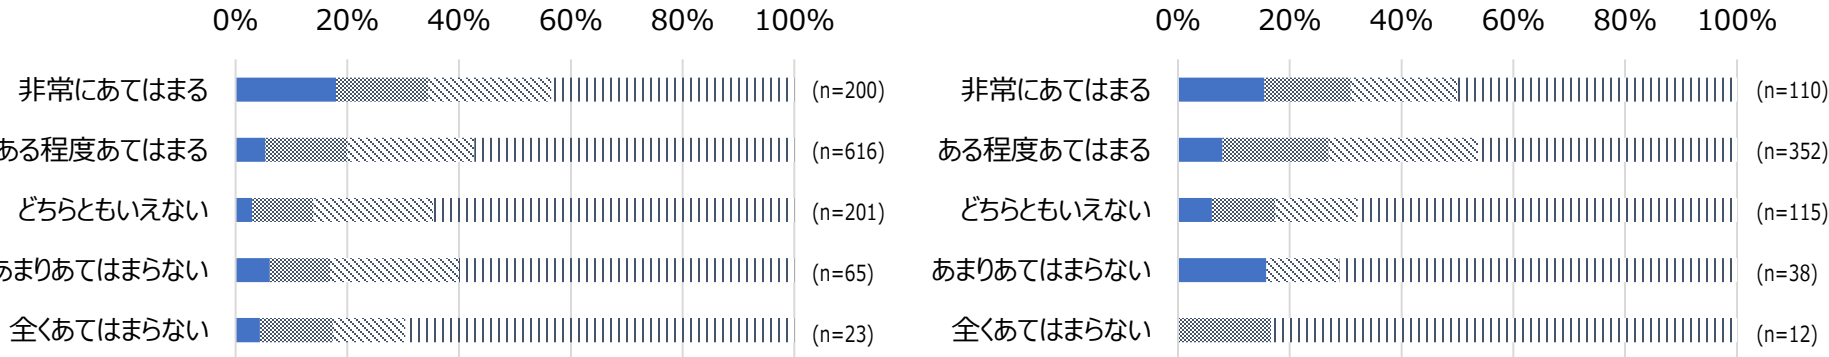 0% 20% 40% 60% 80% 100%
非常にあてはまる (n=200)
ある程度あてはまる (n=616)
どちらともいえない (n=201)
あまりあてはまらない (n=65)
全くあてはまらない (n=23)
0% 20% 40% 60% 80% 100%
非常にあてはまる (n=110)
ある程度あてはまる (n=352)
どちらともいえない (n=115)
あまりあてはまらない (n=38)
全くあてはまらない (n=12)